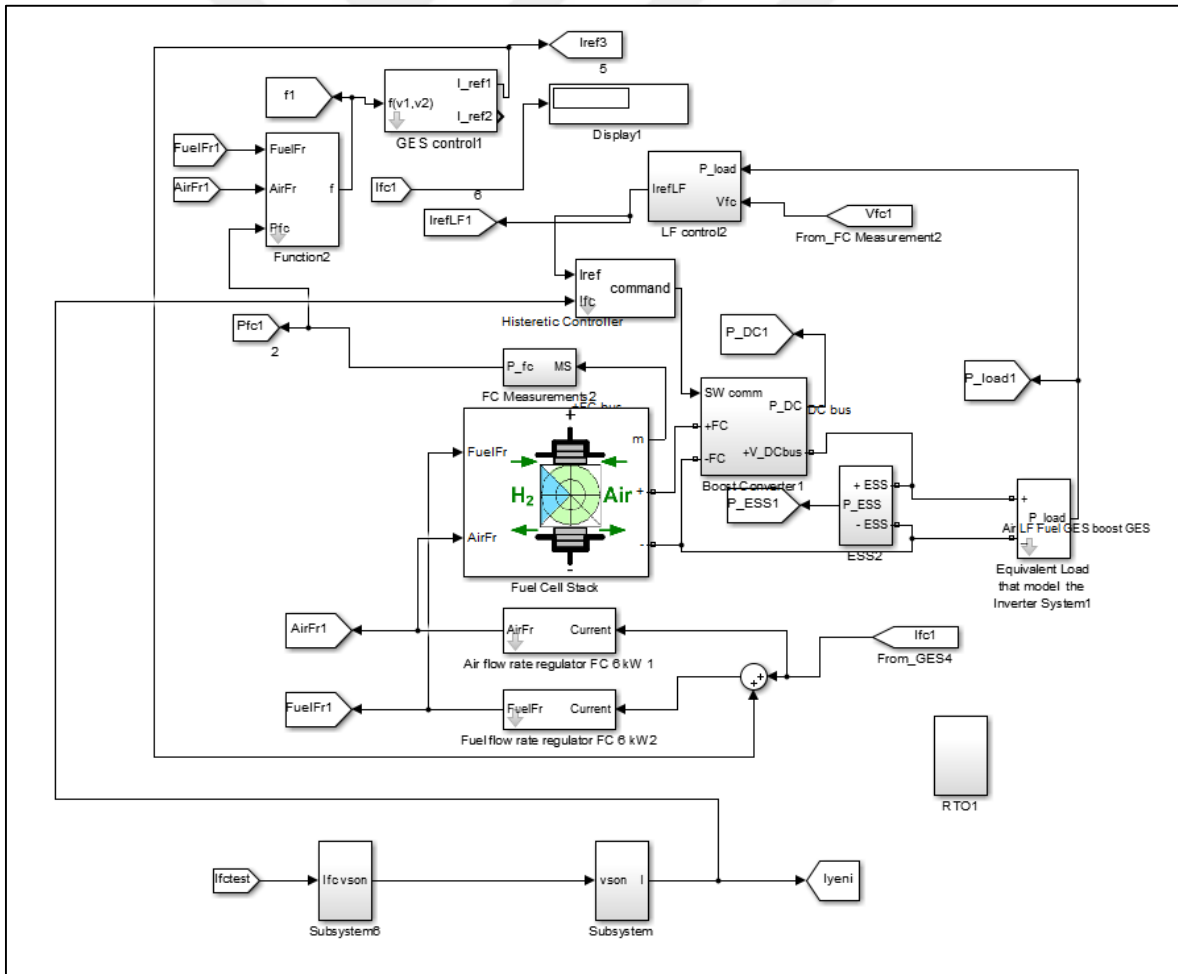 Iref3
5
f1
f(v1,v2)
I_ref1
I_ref2
GES control1
Display1
FuelFr1
AirFr1
FuelFr
AirFr
Pfc
f
Function2
Ifc1
6
IrefLF1
P_load
IrefLF
Vfc
LF control2
Vfc1
From_FC Measurement2
Iref
Ifc
command
Histeretic Controller
Pfc1
2
P_fc
MS
FC Measurements2
+FC bus
P_DC1
P_load1
SW comm
P_DC
DC bus
+FC
+V_DCbus
-FC
Boost Converter1
FuelFr
AirFr
m
+
-
+
H2
Air
-
Fuel Cell Stack
P_ESS1
+ ESS
P_ESS
- ESS
ESS2
+
P_load
Air LF Fuel GES boost GES
-
Equivalent Load
that model the
Inverter System1
AirFr1
AirFr
Current
Air flow rate regulator FC 6 kW 1
Ifc1
From_GES4
+
+
FuelFr1
FuelFr
Current
Fuel flow rate regulator FC 6 kW2
RTO1
Ifctest
Ifc vson
Subsystem6
vson
I
Subsystem
Iyeni